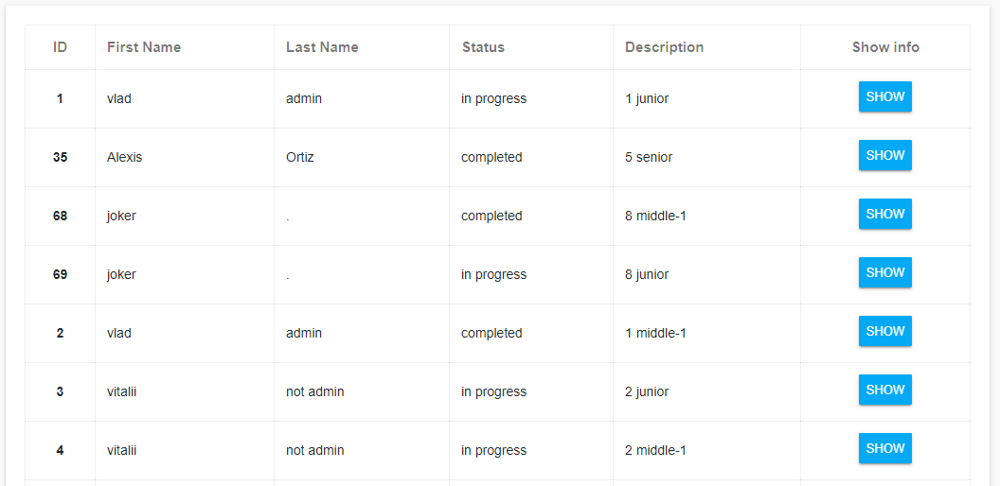 ID First Name Last Name Status Description Show info
1 vlad admin in progress 1 junior SHOW
35 Alexis Ortiz completed 5 senior SHOW
68 joker . completed 8 middle-1 SHOW
69 joker . in progress 8 junior SHOW
2 vlad admin completed 1 middle-1 SHOW
3 vitalii not admin in progress 2 junior SHOW
4 vitalii not admin in progress 2 middle-1 SHOW